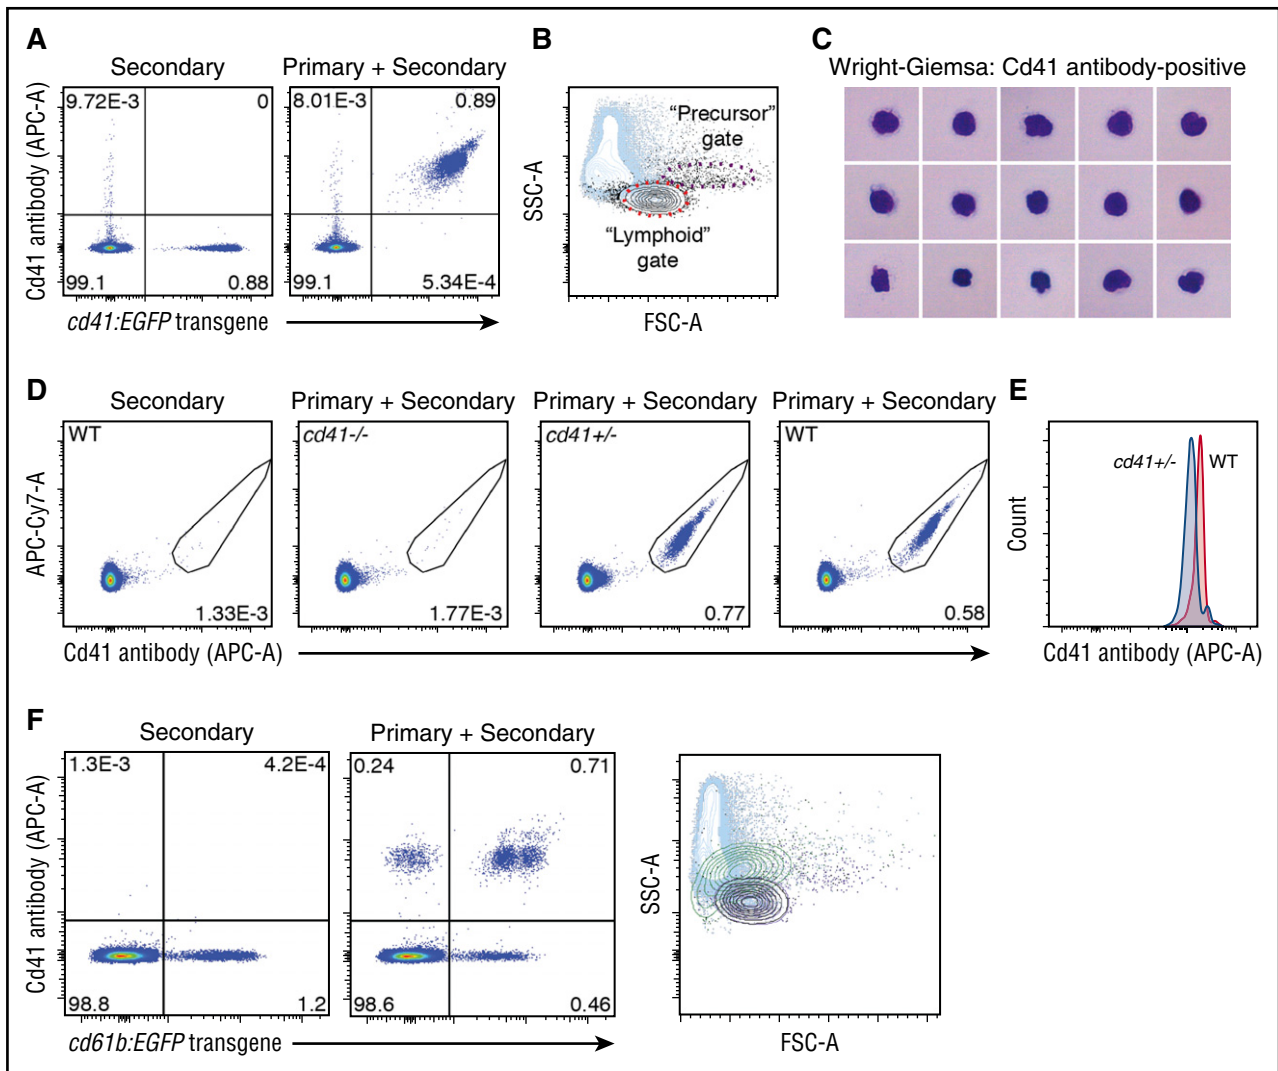 A
Secondary
Primary + Secondary
9.72E-3
0
99.1
0.88
8.01E-3
0.89
99.1
5.34E-4
Cd41 antibody (APC-A)
cd41:EGFP transgene
B
"Precursor"
gate
"Lymphoid"
gate
SSC-A
FSC-A
C
Wright-Giemsa: Cd41 antibody-positive
D
Secondary
Primary + Secondary
Primary + Secondary
Primary + Secondary
WT
cd41-/-
cd41+/-
WT
1.33E-3
1.77E-3
0.77
0.58
APC-Cy7-A
Cd41 antibody (APC-A)
E
cd41+/-
WT
Count
Cd41 antibody (APC-A)
F
Secondary
Primary + Secondary
1.3E-3
4.2E-4
98.8
1.2
0.24
0.71
98.6
0.46
Cd41 antibody (APC-A)
cd61b:EGFP transgene
SSC-A
FSC-A